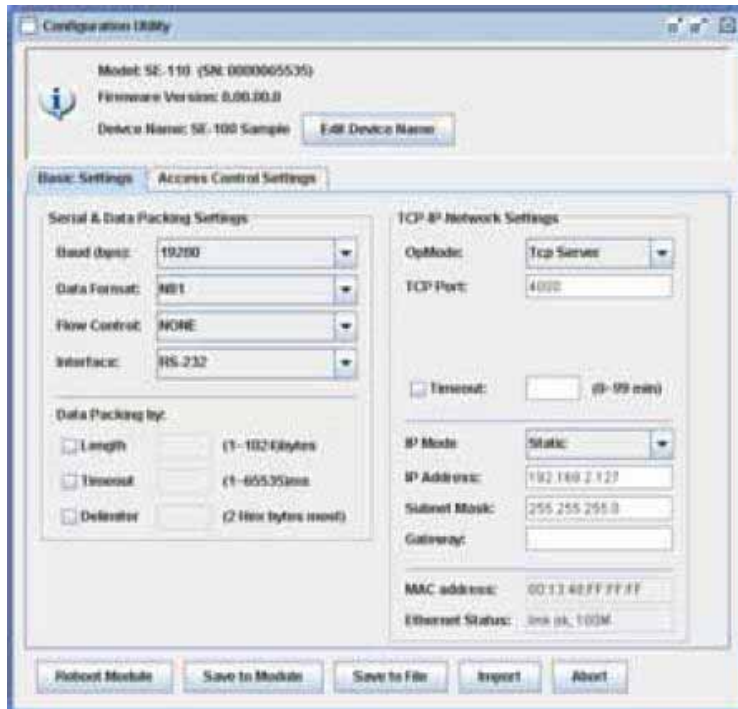 Configuration Utility
Model: SE-110 (SN: 0000065535)
Firmware Version: 0.00.00.0
Deivce Name: SE-100 Sample
Edit Device Name
Basic Settings
Access Control Settings
Serial & Data Packing Settings
Baud (bps): 19200
Data Format: N81
Flow Control: NONE
Interface: RS-232
Data Packing by:
Length (1~1024)bytes
Timeout (1~65535)ms
Delimiter (2 Hex bytes most)
TCP-IP Network Settings
OpMode: Tcp Server
TCP Port: 4000
Timeout: (0~99 min)
IP Mode Static
IP Address: 192.168.2.127
Subnet Mask: 255.255.255.0
Gateway:
MAC address: 00:13:48:FF:FF:FF
Ethernet Status: link ok, 100M
Reboot Module
Save to Module
Save to File
Import
Abort